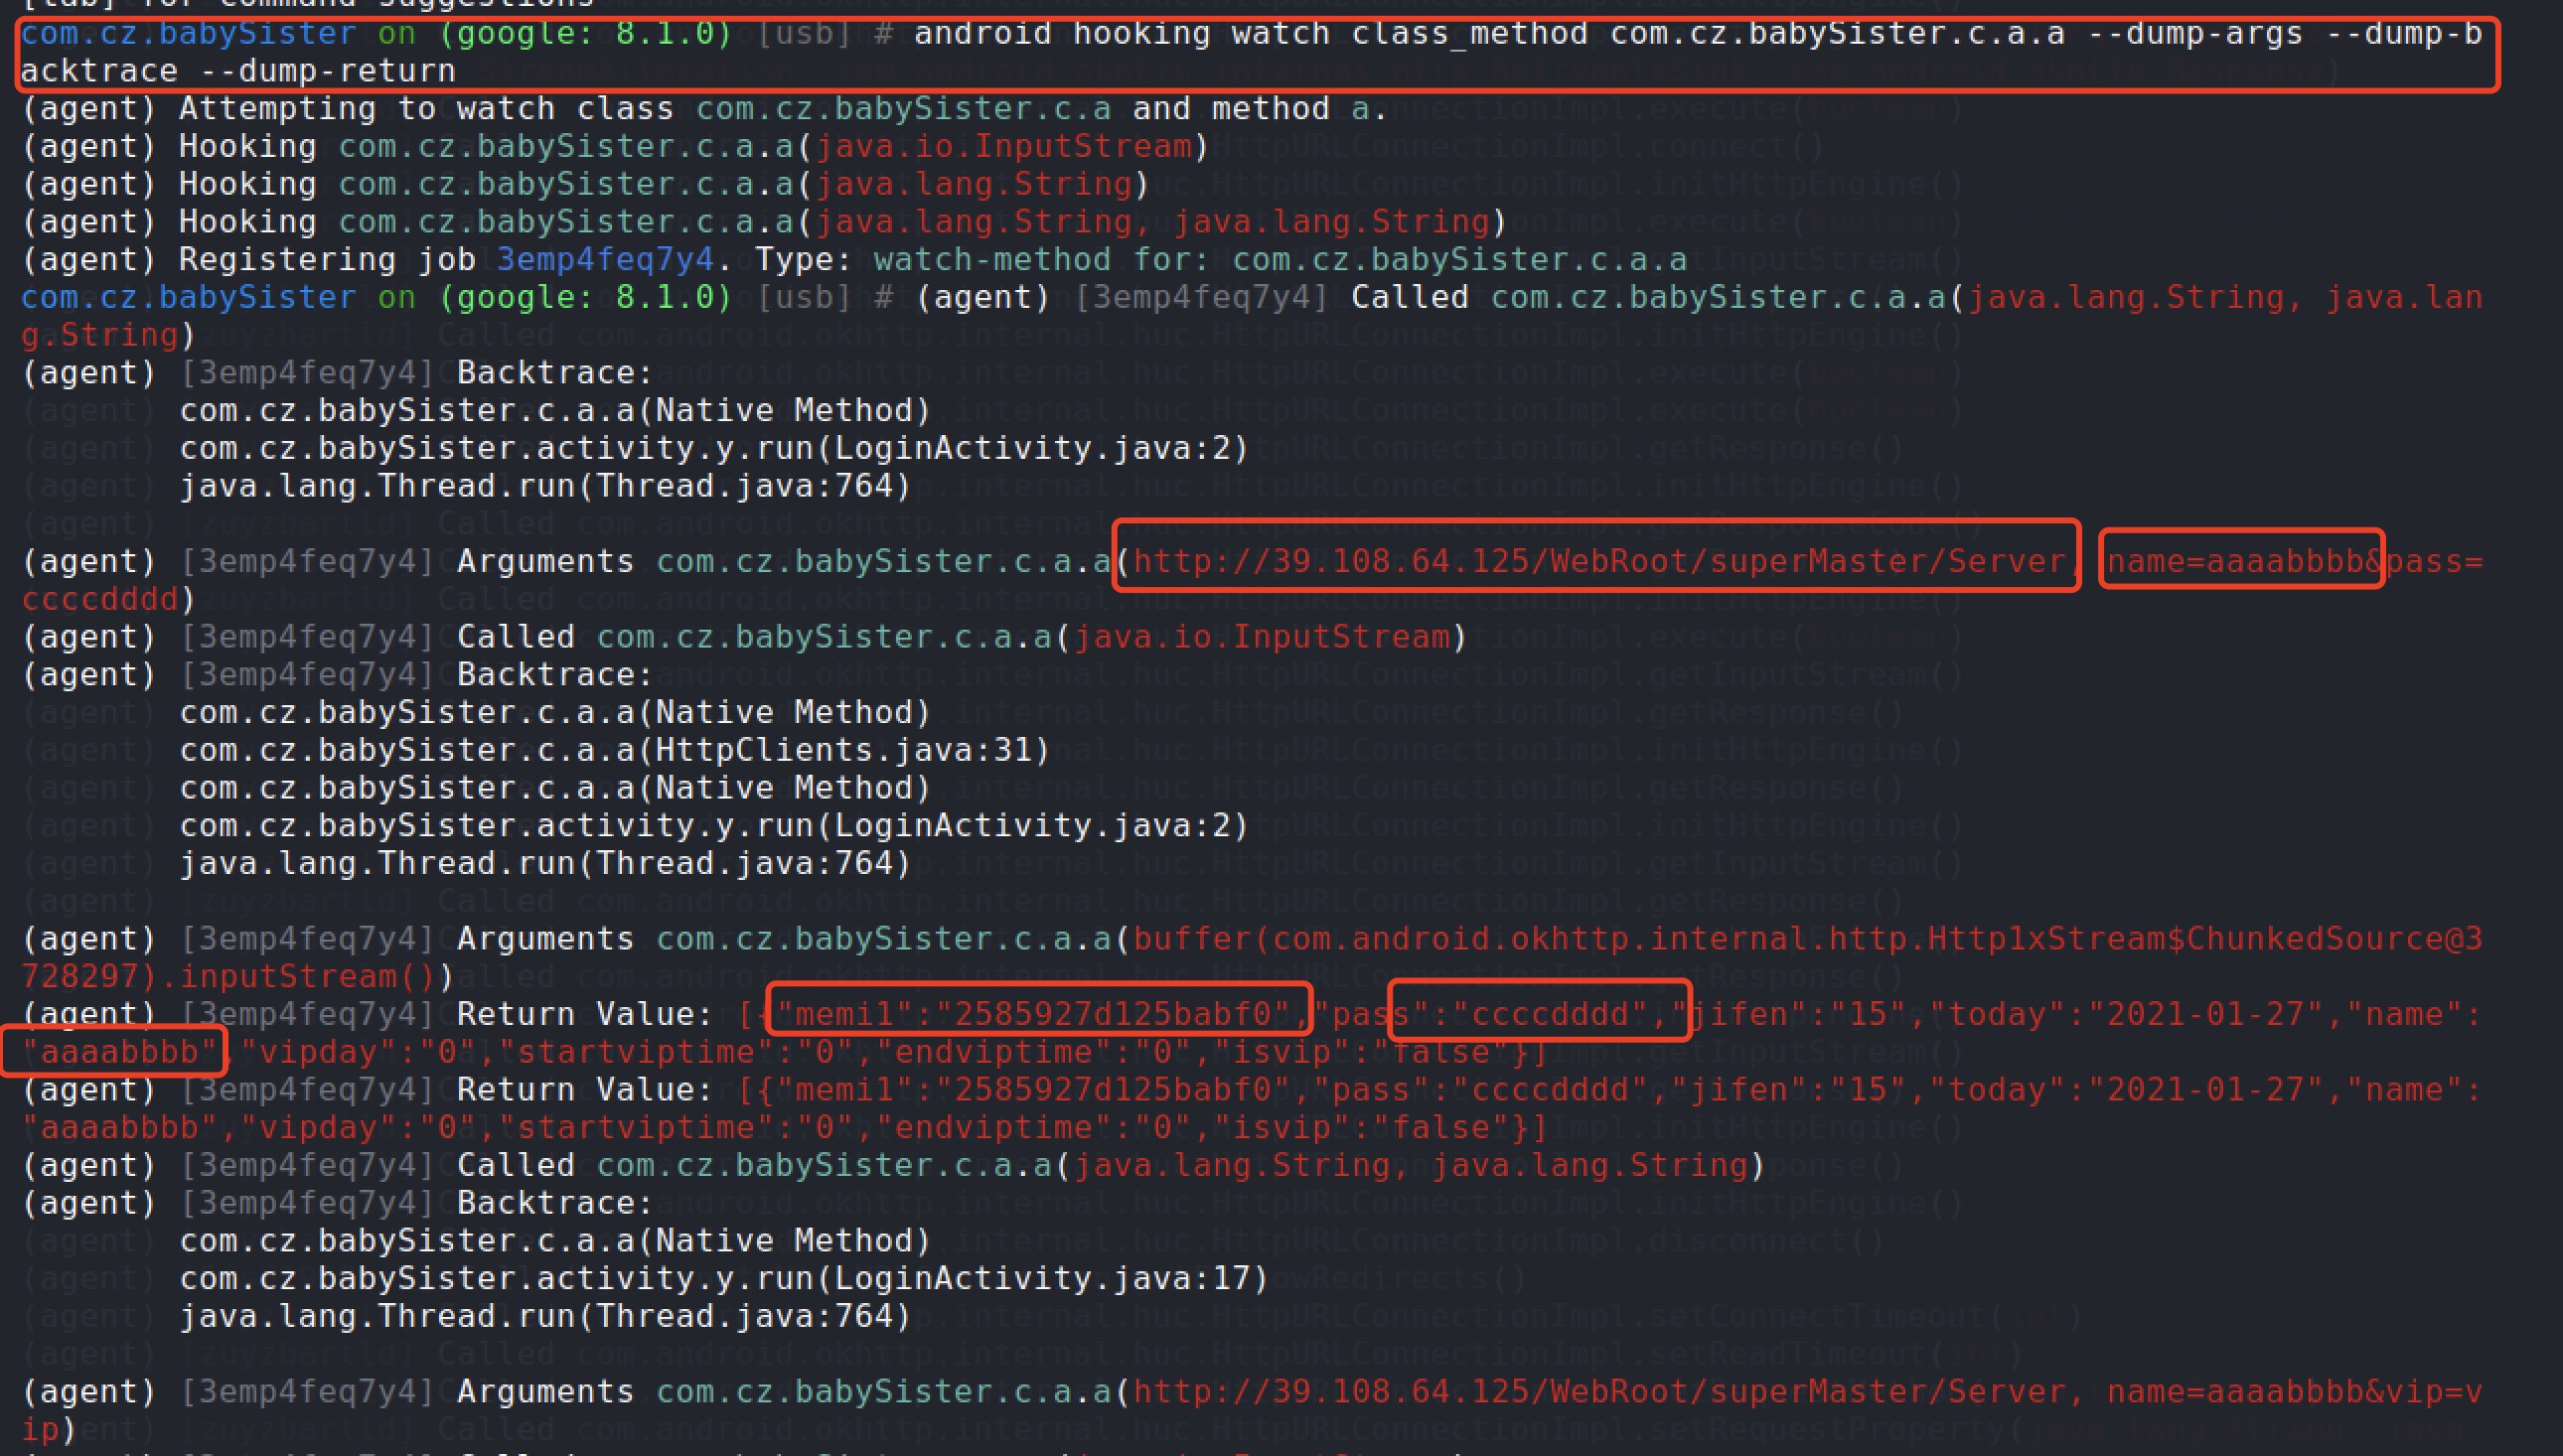 [tab] for command suggestions
com.cz.babySister on (google: 8.1.0) [usb] # android hooking watch class_method com.cz.babySister.c.a.a --dump-args --dump-b
acktrace --dump-return
(agent) Attempting to watch class com.cz.babySister.c.a and method a.
(agent) Hooking com.cz.babySister.c.a.a(java.io.InputStream)
(agent) Hooking com.cz.babySister.c.a.a(java.lang.String)
(agent) Hooking com.cz.babySister.c.a.a(java.lang.String, java.lang.String)
(agent) Registering job 3emp4feq7y4. Type: watch-method for: com.cz.babySister.c.a.a
com.cz.babySister on (google: 8.1.0) [usb] # (agent) [3emp4feq7y4] Called com.cz.babySister.c.a.a(java.lang.String, java.lan
g.String)
(agent) [3emp4feq7y4] Backtrace:
com.cz.babySister.c.a.a(Native Method)
com.cz.babySister.activity.y.run(LoginActivity.java:2)
java.lang.Thread.run(Thread.java:764)
(agent) [3emp4feq7y4] Arguments com.cz.babySister.c.a.a(http://39.108.64.125/WebRoot/superMaster/Server, name=aaaabbbb&pass=
ccccdddd)
(agent) [3emp4feq7y4] Called com.cz.babySister.c.a.a(java.io.InputStream)
(agent) [3emp4feq7y4] Backtrace:
com.cz.babySister.c.a.a(Native Method)
com.cz.babySister.c.a.a(HttpClients.java:31)
com.cz.babySister.c.a.a(Native Method)
com.cz.babySister.activity.y.run(LoginActivity.java:2)
java.lang.Thread.run(Thread.java:764)
(agent) [3emp4feq7y4] Arguments com.cz.babySister.c.a.a(buffer(com.android.okhttp.internal.http.Http1xStream$ChunkedSource@3
728297).inputStream())
(agent) [3emp4feq7y4] Return Value: [{"memi1":"2585927d125babf0","pass":"ccccdddd","jifen":"15","today":"2021-01-27","name":
"aaaabbbb","vipday":"0","startviptime":"0","endviptime":"0","isvip":"false"}]
(agent) [3emp4feq7y4] Return Value: [{"memi1":"2585927d125babf0","pass":"ccccdddd","jifen":"15","today":"2021-01-27","name":
"aaaabbbb","vipday":"0","startviptime":"0","endviptime":"0","isvip":"false"}]
(agent) [3emp4feq7y4] Called com.cz.babySister.c.a.a(java.lang.String, java.lang.String)
(agent) [3emp4feq7y4] Backtrace:
com.cz.babySister.c.a.a(Native Method)
com.cz.babySister.activity.y.run(LoginActivity.java:17)
java.lang.Thread.run(Thread.java:764)
(agent) [3emp4feq7y4] Arguments com.cz.babySister.c.a.a(http://39.108.64.125/WebRoot/superMaster/Server, name=aaaabbbb&vip=v
ip)